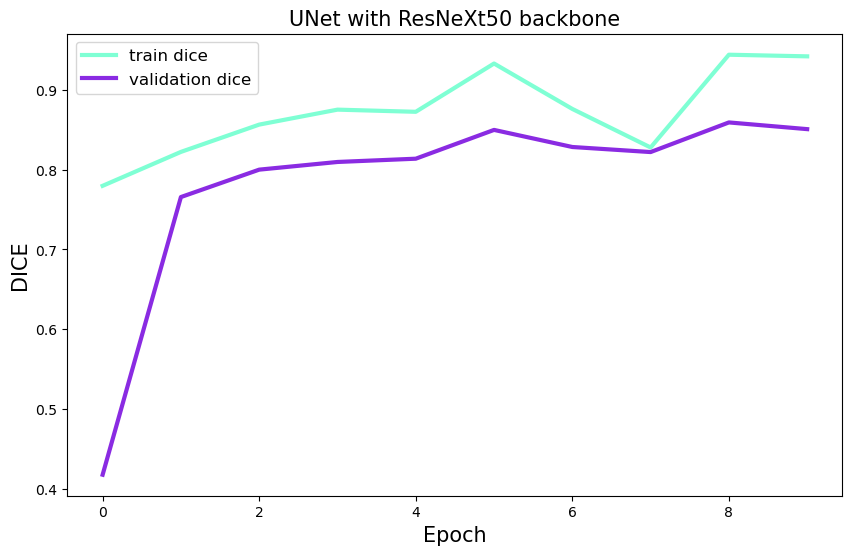 UNet with ResNeXt50 backbone
train dice
validation dice
DICE
0.9
0.8
0.7
0.6
0.5
0.4
0 2 4 6 8
Epoch